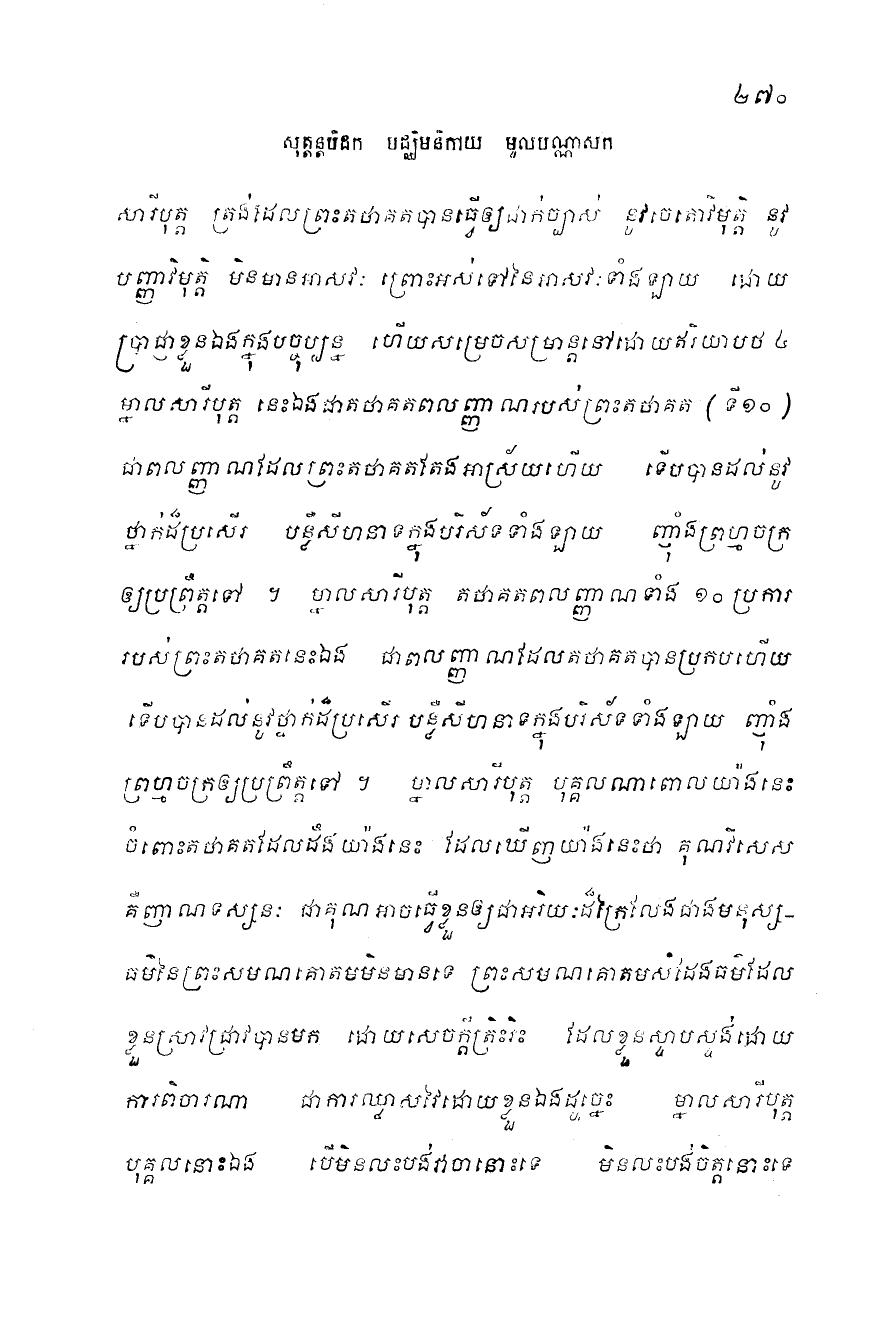 ២៧០
សុត្តន្តបិដក មជ្ឈិមនិកាយ មូលបណ្ណាសក
សារីបុត្ត ត្រង់ដែលព្រះតថាគតបានធ្វើឲ្យជាក់ច្បាស់ នូវចេតោវិមុត្តិ នូវ
បញ្ញាវិមុត្តិ មិនមានអាសវៈ ព្រោះអស់ទៅនៃអាសវៈទាំងឡាយ ដោយ
ប្រាជ្ញាខ្លួនឯងក្នុងបច្ចុប្បន្ន ហើយសម្រេចសម្រាន្តនៅដោយឥរិយាបថ ៤
ម្នាលសារីបុត្ត នេះឯងជាតថាគតពលញ្ញាណរបស់ព្រះតថាគត (ទី១០)
ជាពលញ្ញាណដែលព្រះតថាគតតែងអាស្រ័យហើយ ទើបបានដល់នូវ
ថ្នាក់ដ៏ប្រសើរ បន្លឺសីហនាទក្នុងបរិស័ទទាំងឡាយ ញ៉ាំងព្រហ្មចក្រ
ឲ្យប្រព្រឹត្តទៅ ។ ម្នាលសារីបុត្ត តថាគតពលញ្ញាណទាំង ១០ ប្រការ
របស់ព្រះតថាគតនេះឯង ជាពលញ្ញាណដែលតថាគតបានប្រកបហើយ
ទើបបានដល់នូវថ្នាក់ដ៏ប្រសើរ បន្លឺសីហនាទក្នុងបរិស័ទទាំងឡាយ ញ៉ាំង
ព្រហ្មចក្រឲ្យប្រព្រឹត្តទៅ ។ ម្នាលសារីបុត្ត បុគ្គលណាពោលយ៉ាងនេះ
ចំពោះតថាគតដែលដឹងយ៉ាងនេះ ដែលឃើញយ៉ាងនេះថា គុណវិសេស
គឺញាណទស្សនៈ ជាគុណអាចធ្វើខ្លួនឲ្យជាអរិយៈដ៏ក្រៃលែងជាងមនុស្ស-
ធម៌នៃព្រះសមណគោតមមិនមានទេ ព្រះសមណគោតមសំដែងធម៌ដែល
ខ្លួនស្រាវជ្រាវបានមក ដោយសេចក្តីត្រិះរិះ ដែលខ្លួនស្ទាបស្ទង់ដោយ
ការពិចារណា ជាការឈ្លាសវៃដោយខ្លួនឯងដូច្នេះ ម្នាលសារីបុត្ត
បុគ្គលនោះឯង បើមិនលះបង់វាចានោះទេ មិនលះបង់ចិត្តនោះទេ